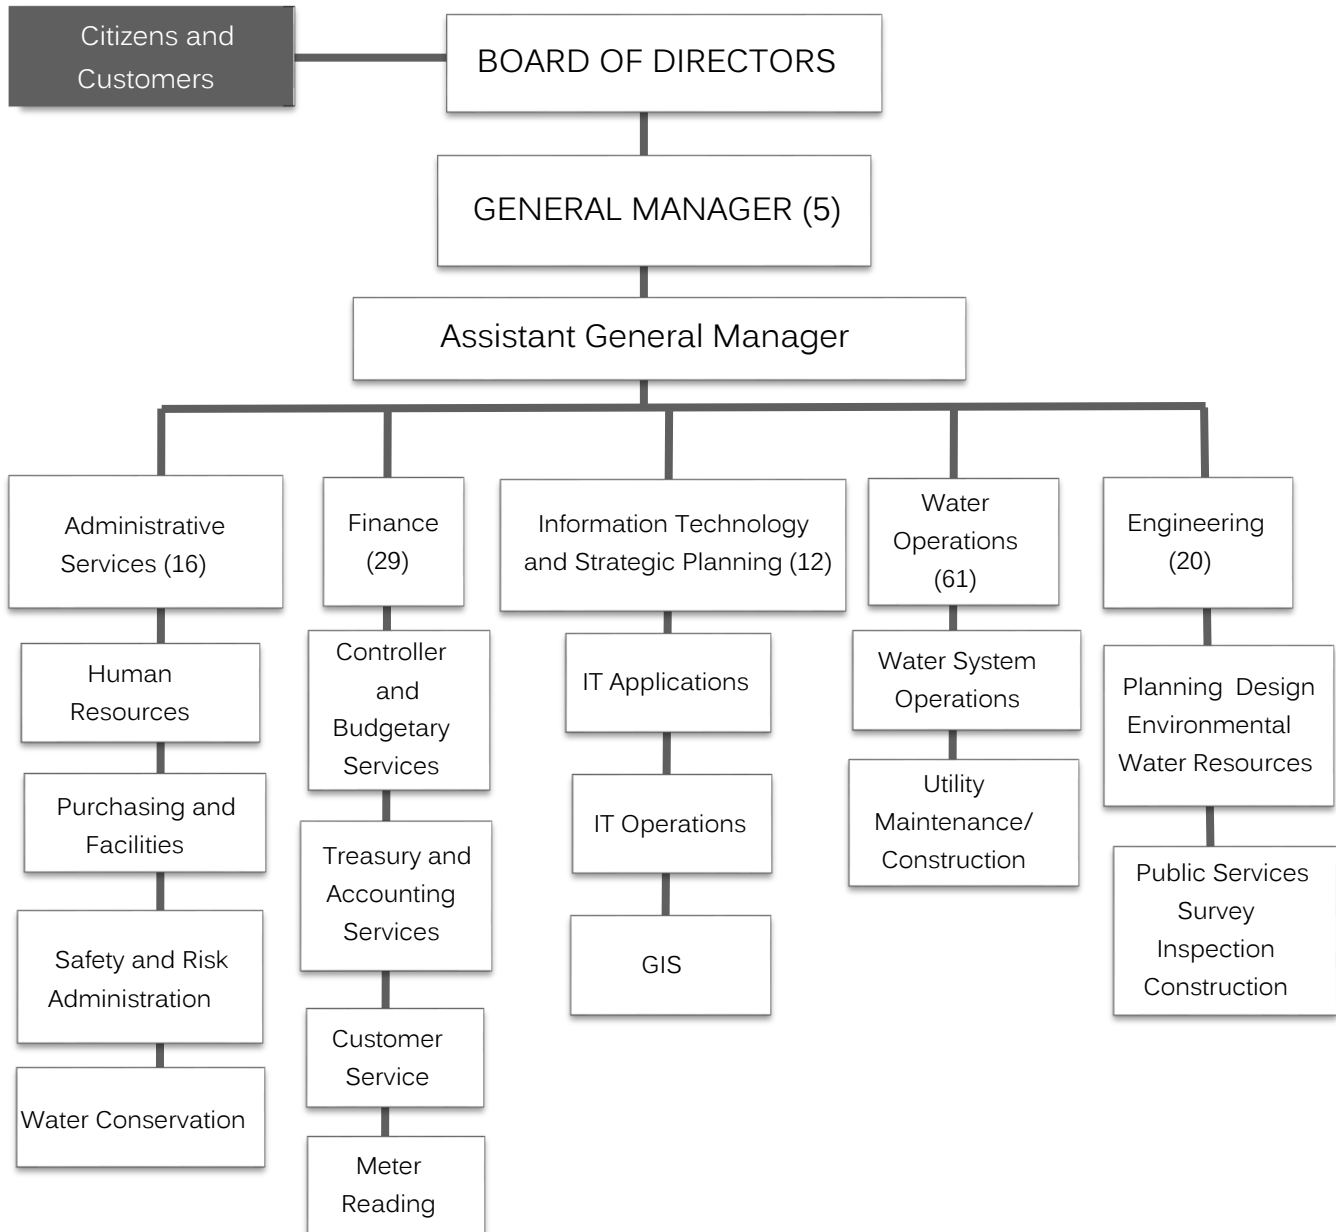 Citizens and
Customers
BOARD OF DIRECTORS
GENERAL MANAGER (5)
Assistant General Manager
Administrative
Services (16)
Human
Resources
Purchasing and
Facilities
Safety and Risk
Administration
Water Conservation
Finance
(29)
Controller
and
Budgetary
Services
Treasury and
Accounting
Services
Customer
Service
Meter
Reading
Information Technology
and Strategic Planning (12)
IT Applications
IT Operations
GIS
Water
Operations
(61)
Water System
Operations
Utility
Maintenance/
Construction
Engineering
(20)
Planning Design
Environmental
Water Resources
Public Services
Survey
Inspection
Construction